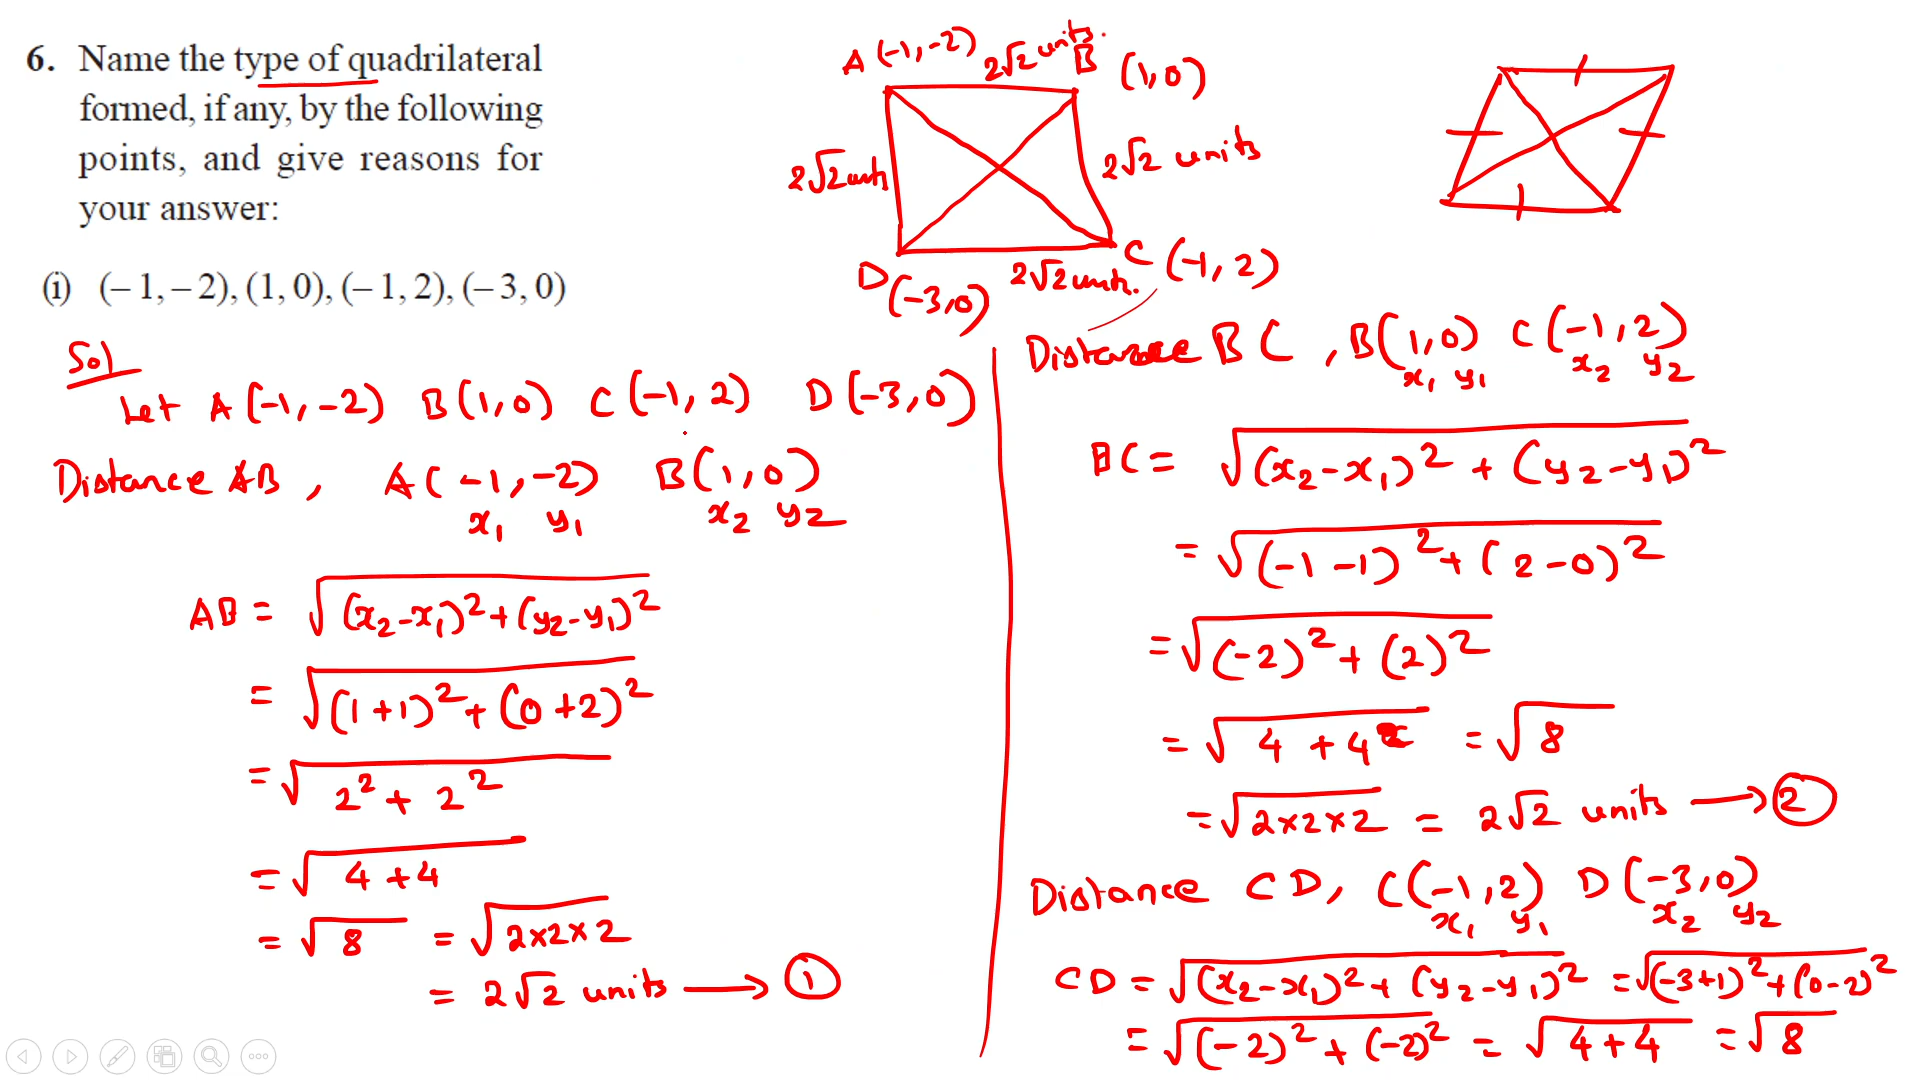 6. Name the type of quadrilateral
formed, if any, by the following
points, and give reasons for
your answer:
(i) (– 1, – 2), (1, 0), (– 1, 2), (– 3, 0)
Sol
Let A(-1,-2) B(1,0) C(-1,2) D(-3,0)
Distance AB, A(-1,-2) B(1,0)
x₁ y₁ x₂ y₂
AB = √(x₂-x₁)²+(y₂-y₁)²
= √(1+1)²+(0+2)²
= √2²+2²
= √4+4
= √8 = √2×2×2
= 2√2 units → ①
A(-1,-2) 2√2 units. B (1,0)
2√2 units 2√2 units
D(-3,0) 2√2 units. C(-1,2)
Distance BC, B(1,0) C(-1,2)
x₁ y₁ x₂ y₂
BC = √(x₂-x₁)²+(y₂-y₁)²
= √(-1-1)²+(2-0)²
= √(-2)²+(2)²
= √4+4 = √8
= √2×2×2 = 2√2 units → ②
Distance CD, C(-1,2) D(-3,0)
x₁ y₁ x₂ y₂
CD = √(x₂-x₁)²+(y₂-y₁)² = √(-3+1)²+(0-2)²
= √(-2)²+(-2)² = √4+4 = √8